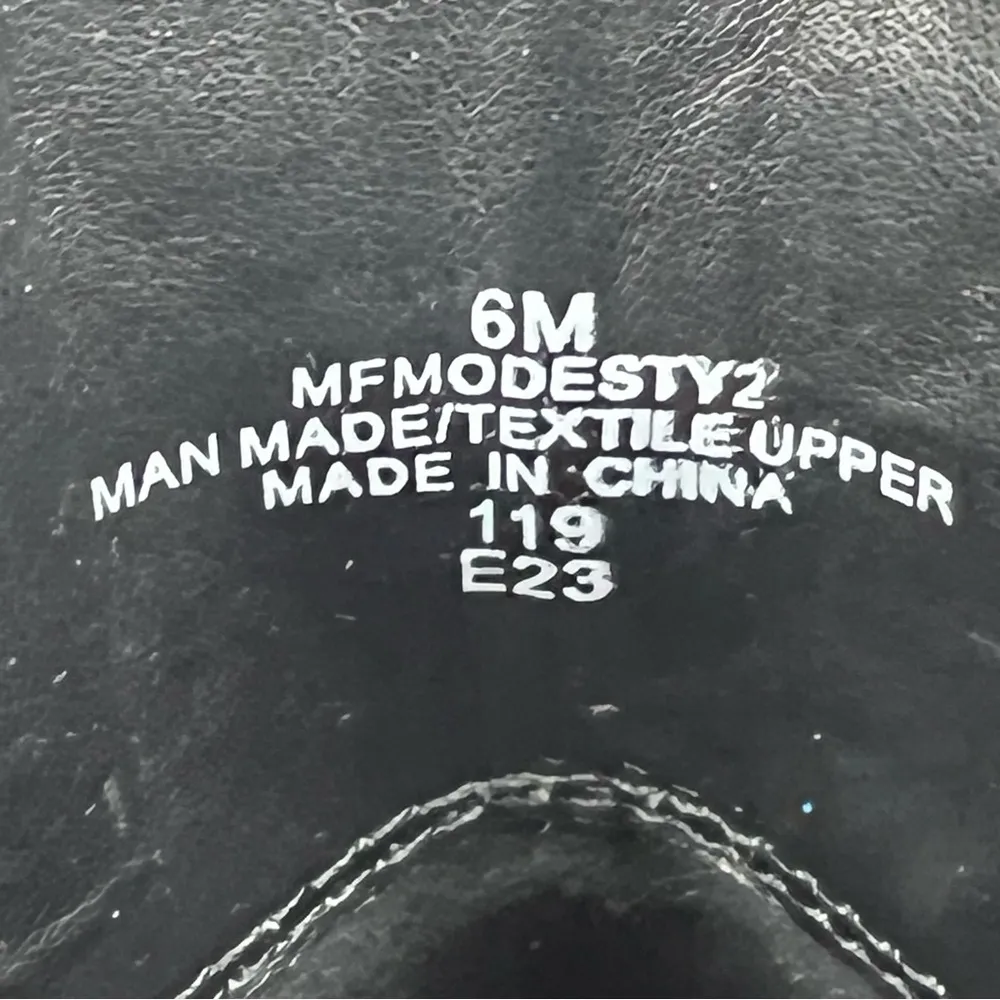 6M
MFMODESTY2
MAN MADE/TEXTILE UPPER
MADE IN CHINA
119
E23